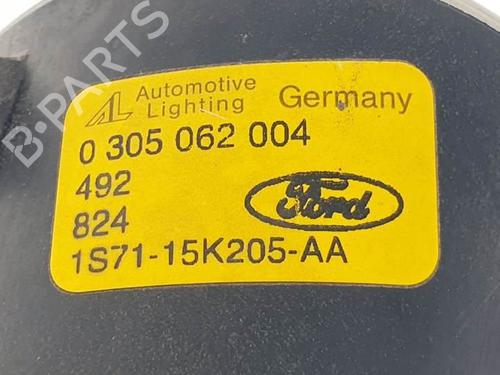 AL Automotive Lighting Germany
0 305 062 004
492
824
1S71-15K205-AA
Ford
B-PARTS